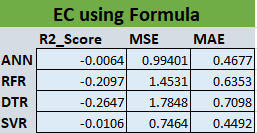 EC using Formula
R2_Score MSE MAE
ANN -0.0064 0.99401 0.4677
RFR -0.2097 1.4531 0.6353
DTR -0.2647 1.7848 0.7098
SVR -0.0106 0.7464 0.4492